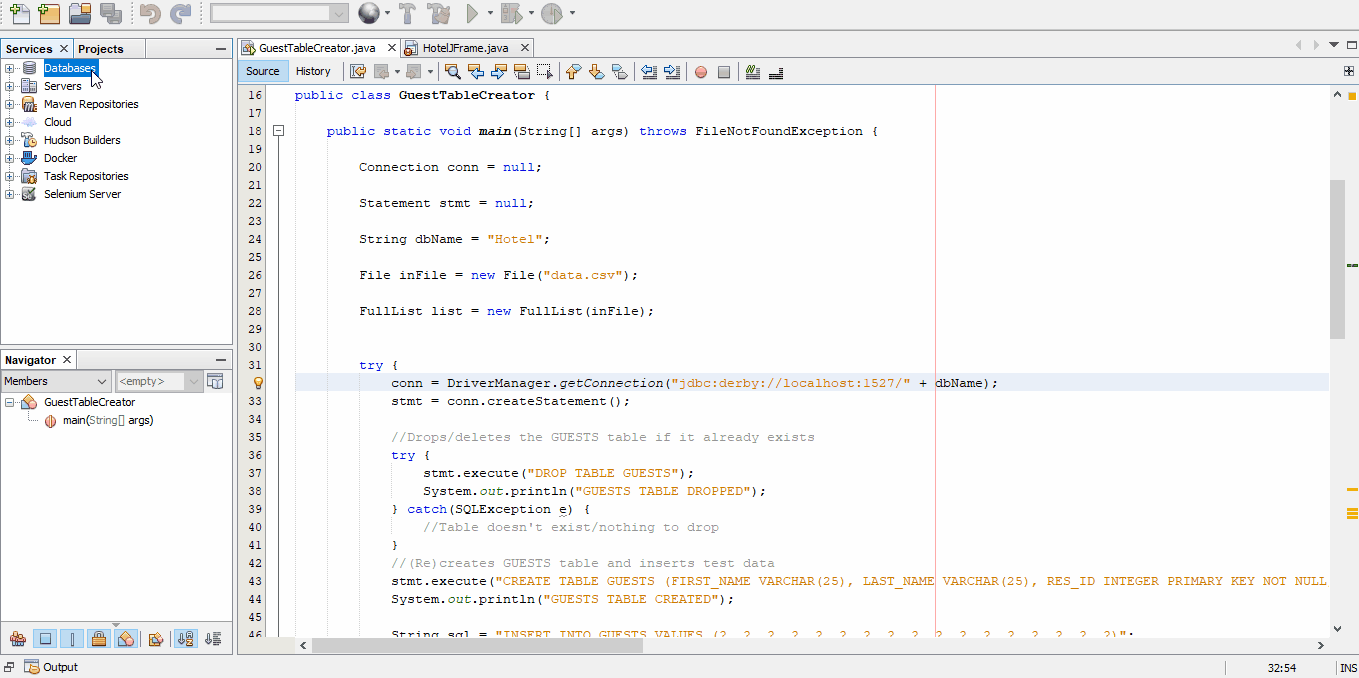 Services Projects
Databases
Servers
Maven Repositories
Cloud
Hudson Builders
Docker
Task Repositories
Selenium Server
Navigator
Members <empty>
GuestTableCreator
main(String[] args)
GuestTableCreator.java HotelJFrame.java
Source History
16 public class GuestTableCreator {
17
18 public static void main(String[] args) throws FileNotFoundException {
19
20 Connection conn = null;
21
22 Statement stmt = null;
23
24 String dbName = "Hotel";
25
26 File inFile = new File("data.csv");
27
28 FullList list = new FullList(inFile);
29
30
31 try {
conn = DriverManager.getConnection("jdbc:derby://localhost:1527/" + dbName);
33 stmt = conn.createStatement();
34
35 //Drops/deletes the GUESTS table if it already exists
36 try {
37 stmt.execute("DROP TABLE GUESTS");
38 System.out.println("GUESTS TABLE DROPPED");
39 } catch(SQLException e) {
40 //Table doesn't exist/nothing to drop
41 }
42 //(Re)creates GUESTS table and inserts test data
43 stmt.execute("CREATE TABLE GUESTS (FIRST_NAME VARCHAR(25), LAST_NAME VARCHAR(25), RES_ID INTEGER PRIMARY KEY NOT NULL
44 System.out.println("GUESTS TABLE CREATED");
45
46 String sql = "INSERT INTO GUESTS VALUES (?, ?, ?, ?, ?, ?, ?, ?, ?, ?, ?, ?, ?, ?, ?, ?, ?)";
Output
32:54 INS